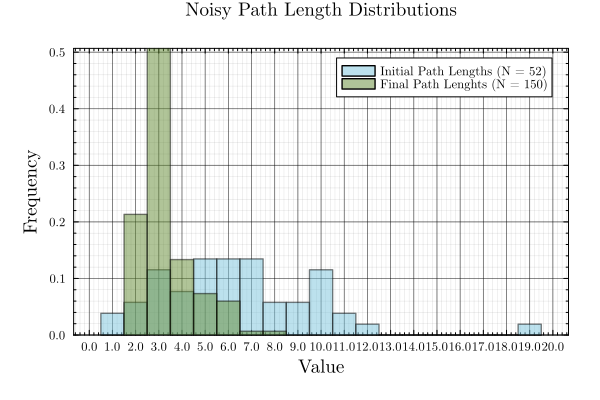 Noisy Path Length Distributions
Initial Path Lengths (N = 52)
Final Path Lenghts (N = 150)
Frequency
0.5
0.4
0.3
0.2
0.1
0.0
0.0 1.0 2.0 3.0 4.0 5.0 6.0 7.0 8.0 9.0 10.0 11.0 12.0 13.0 14.0 15.0 16.0 17.0 18.0 19.0 20.0
Value